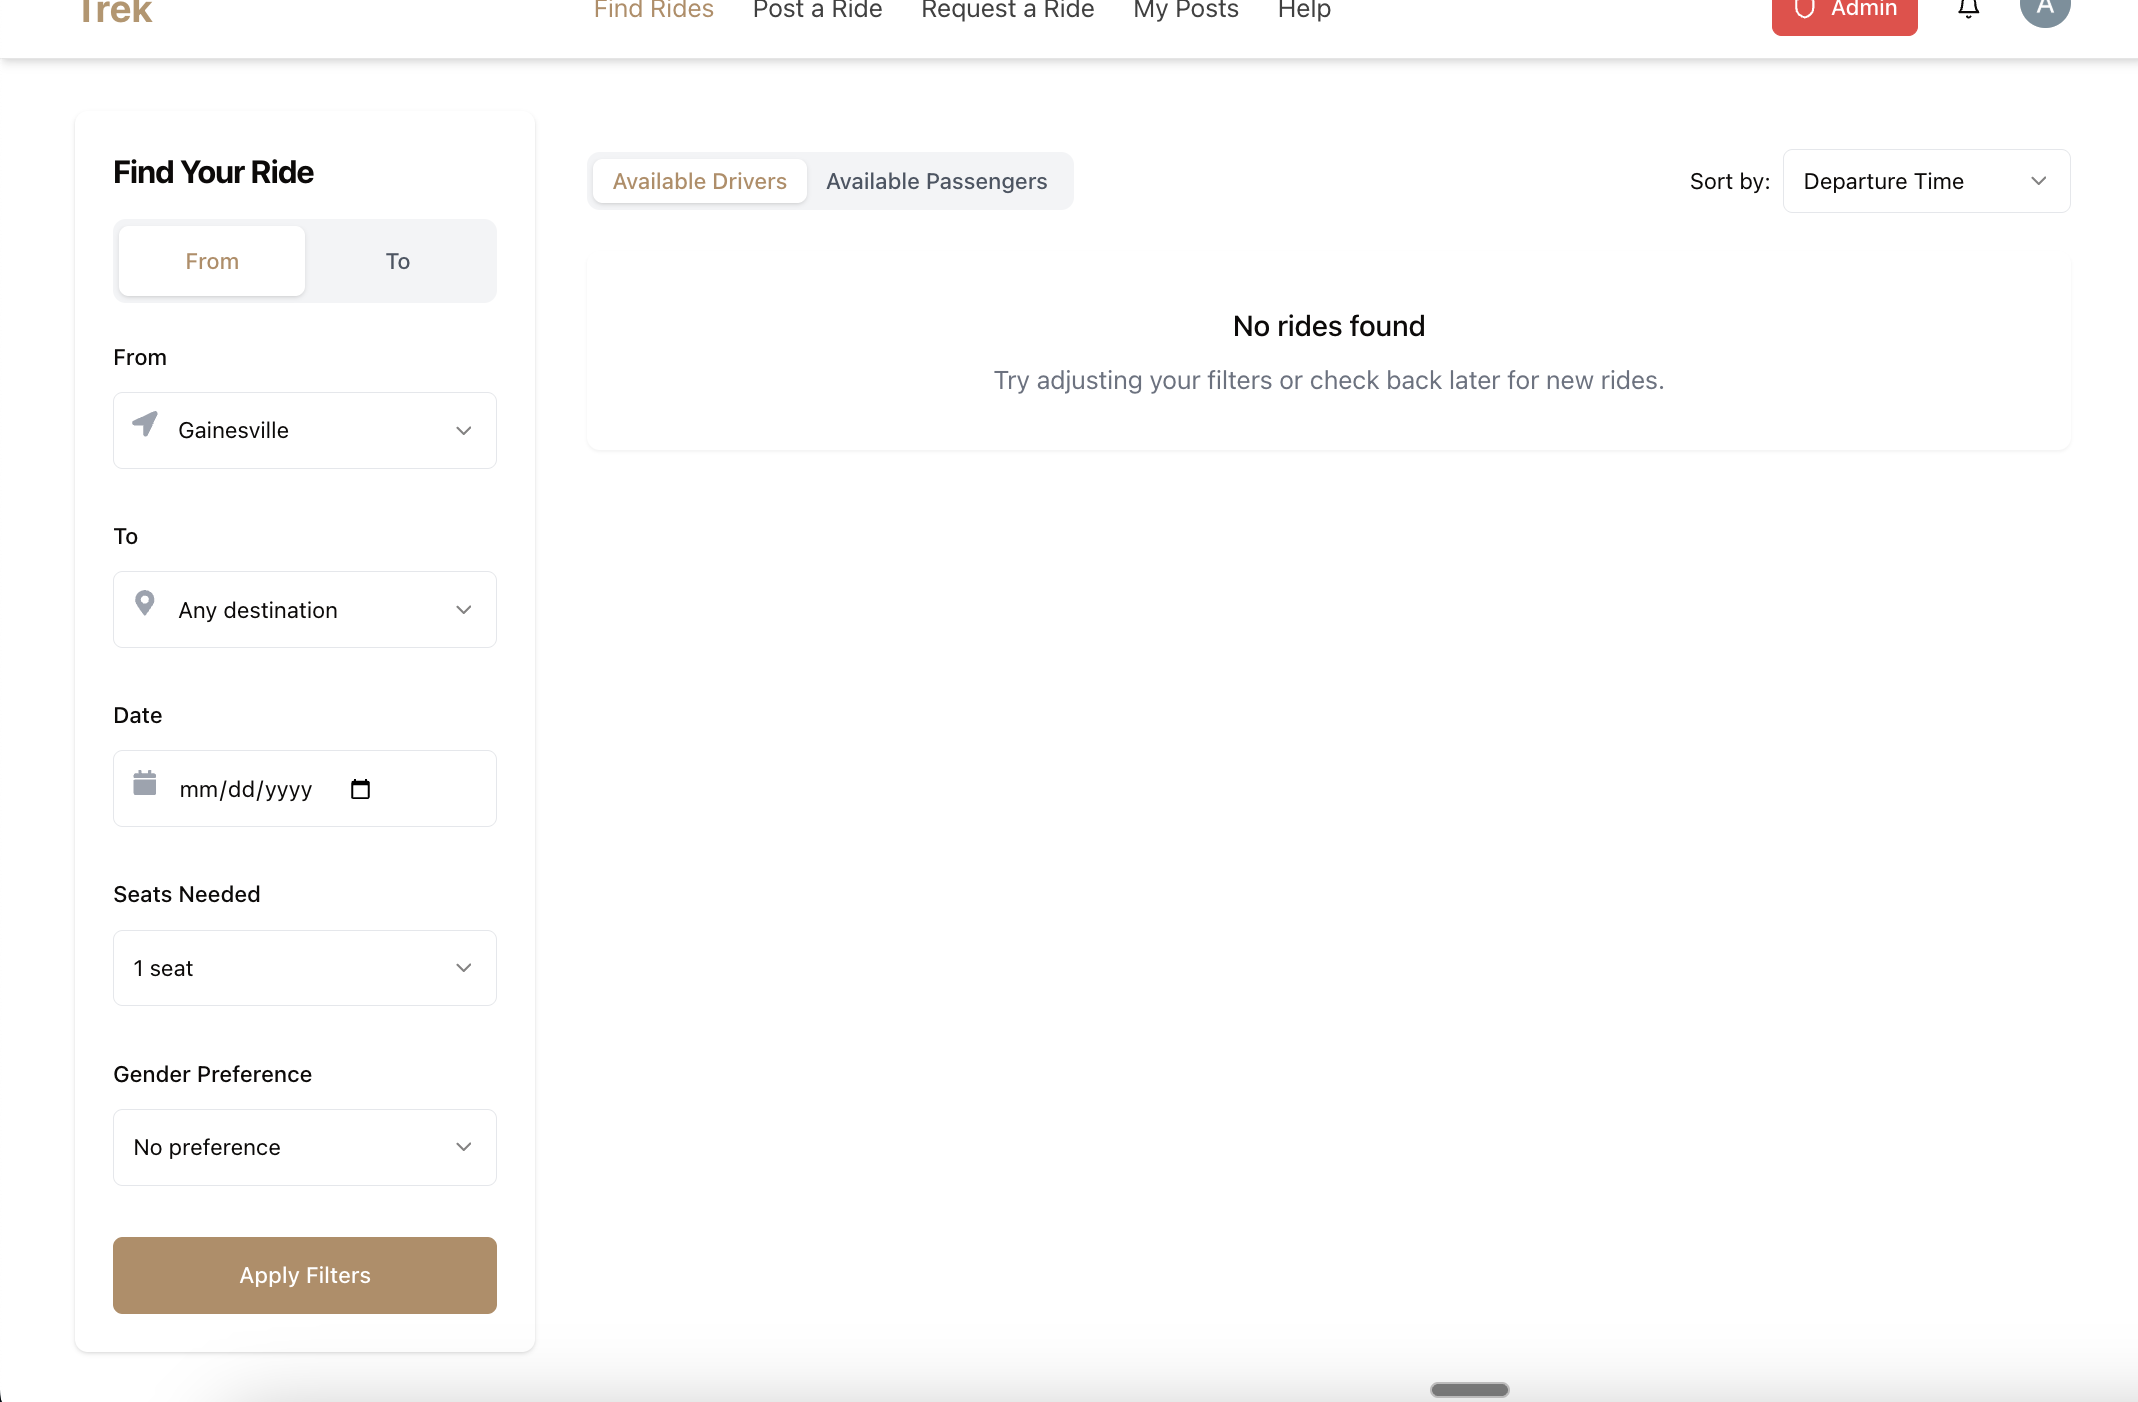 Trek
Find Rides
Post a Ride
Request a Ride
My Posts
Help
Admin
A
Find Your Ride
From
To
From
Gainesville
To
Any destination
Date
mm/dd/yyyy
Seats Needed
1 seat
Gender Preference
No preference
Apply Filters
Available Drivers
Available Passengers
Sort by:
Departure Time
No rides found
Try adjusting your filters or check back later for new rides.